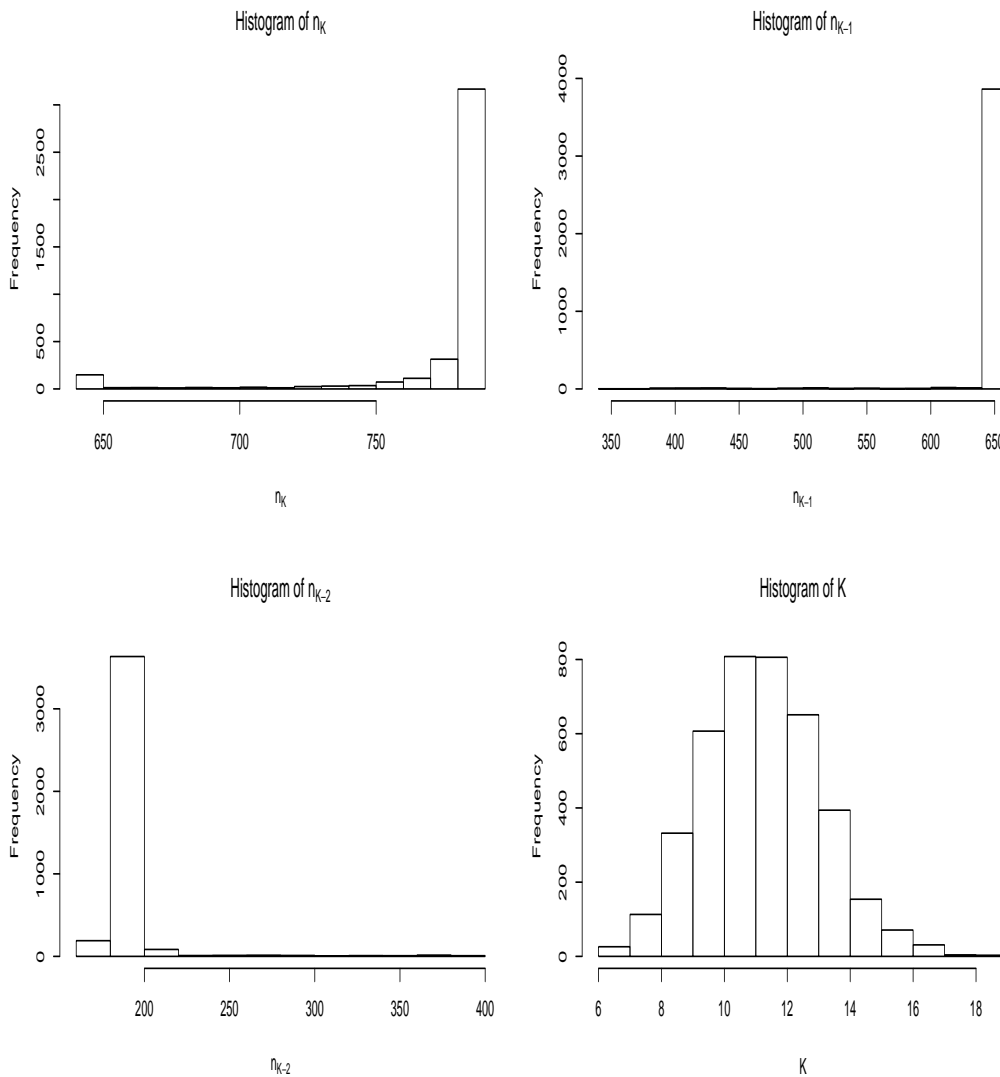 Histogram of n_K
Frequency
0 500 1500 2500
650 700 750
n_K
Histogram of n_{K−1}
Frequency
0 1000 2000 3000 4000
350 400 450 500 550 600 650
n_{K−1}
Histogram of n_{K−2}
Frequency
0 1000 2000 3000
200 250 300 350 400
n_{K−2}
Histogram of K
Frequency
0 200 400 600 800
6 8 10 12 14 16 18
K